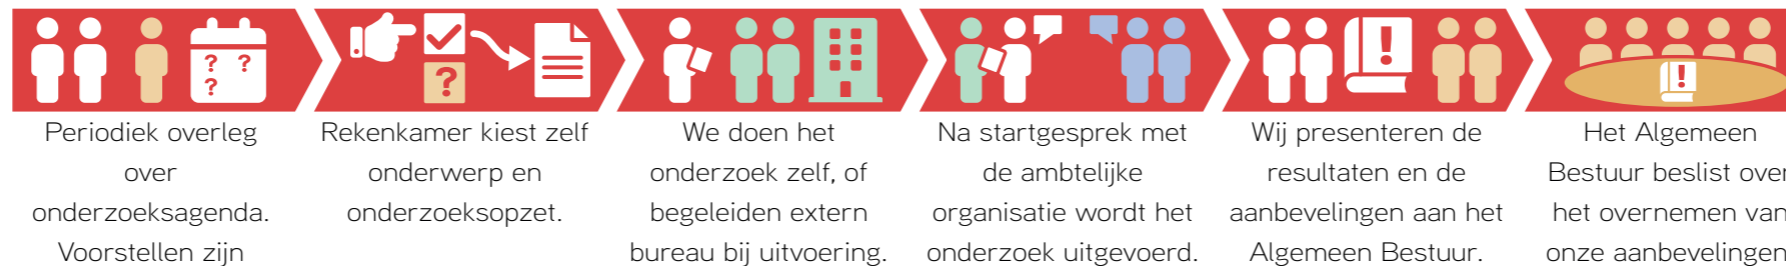 ? ?
?
?
!
!
Periodiek overleg
over
onderzoeksagenda.
Voorstellen zijn
Rekenkamer kiest zelf
onderwerp en
onderzoeksopzet.
We doen het
onderzoek zelf, of
begeleiden extern
bureau bij uitvoering.
Na startgesprek met
de ambtelijke
organisatie wordt het
onderzoek uitgevoerd.
Wij presenteren de
resultaten en de
aanbevelingen aan het
Algemeen Bestuur.
Het Algemeen
Bestuur beslist over
het overnemen van
onze aanbevelingen